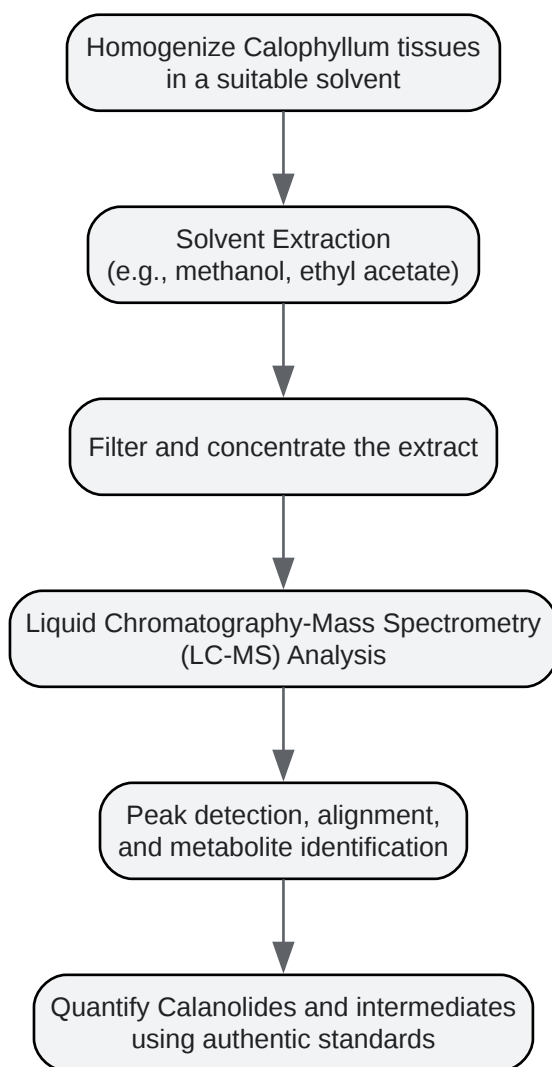 Homogenize Calophyllum tissues
in a suitable solvent
Solvent Extraction
(e.g., methanol, ethyl acetate)
Filter and concentrate the extract
Liquid Chromatography-Mass Spectrometry
(LC-MS) Analysis
Peak detection, alignment,
and metabolite identification
Quantify Calanolides and intermediates
using authentic standards